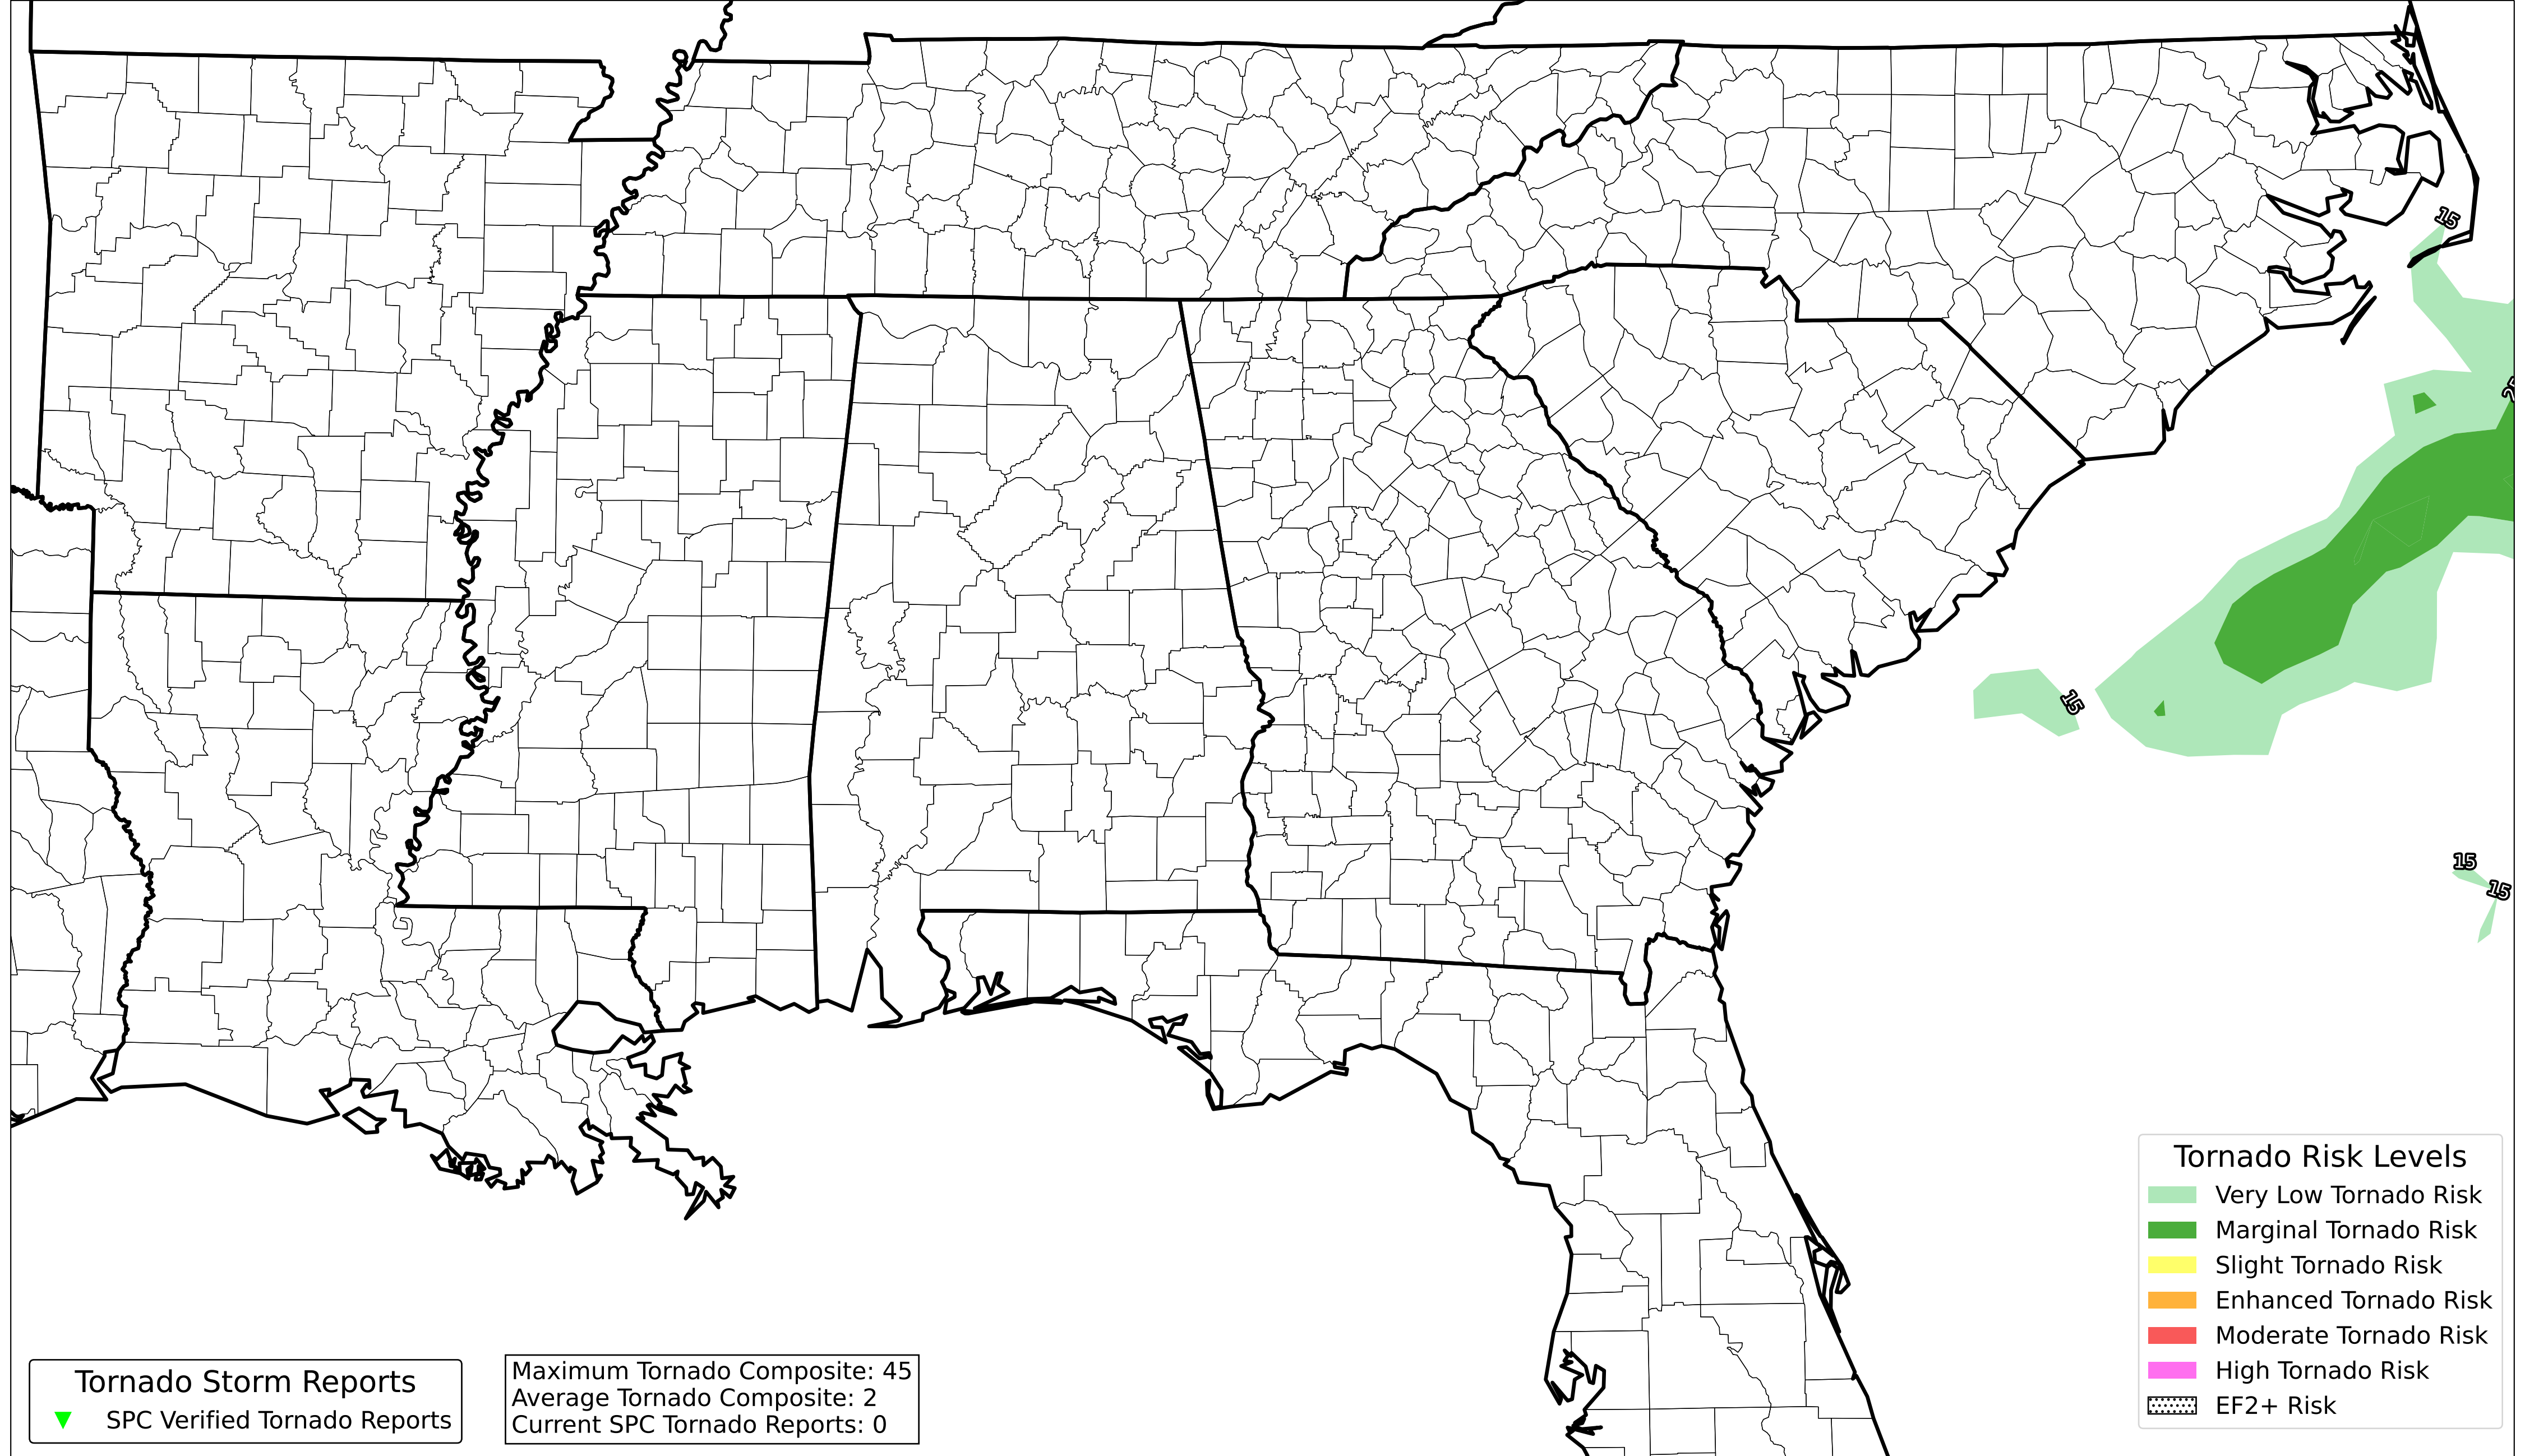 15
15
15
15
Tornado Risk Levels
Very Low Tornado Risk
Marginal Tornado Risk
Slight Tornado Risk
Enhanced Tornado Risk
Moderate Tornado Risk
High Tornado Risk
EF2+ Risk
Tornado Storm Reports
SPC Verified Tornado Reports
Maximum Tornado Composite: 45
Average Tornado Composite: 2
Current SPC Tornado Reports: 0